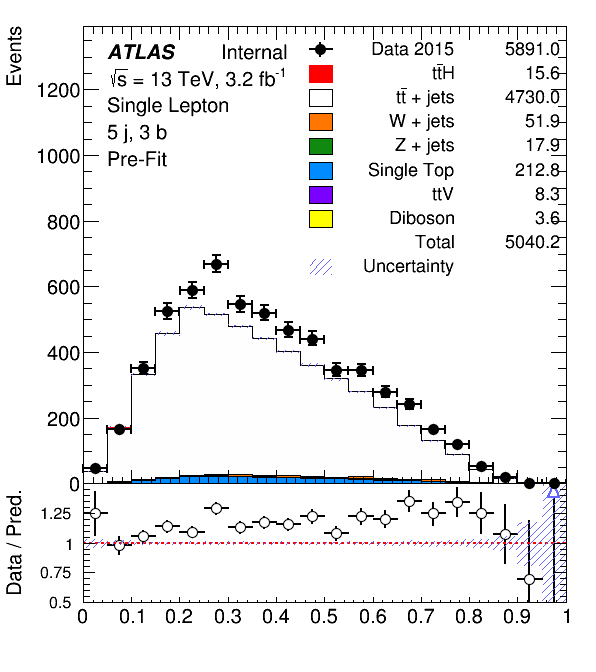 Events
ATLAS Internal
√s = 13 TeV, 3.2 fb⁻¹
Single Lepton
5 j, 3 b
Pre-Fit
Data 2015 5891.0
tt̄H 15.6
tt̄ + jets 4730.0
W + jets 51.9
Z + jets 17.9
Single Top 212.8
ttV 8.3
Diboson 3.6
Total 5040.2
Uncertainty
1200
1000
800
600
400
200
0
Data / Pred.
1.25
1
0.75
0.5
0 0.1 0.2 0.3 0.4 0.5 0.6 0.7 0.8 0.9 1